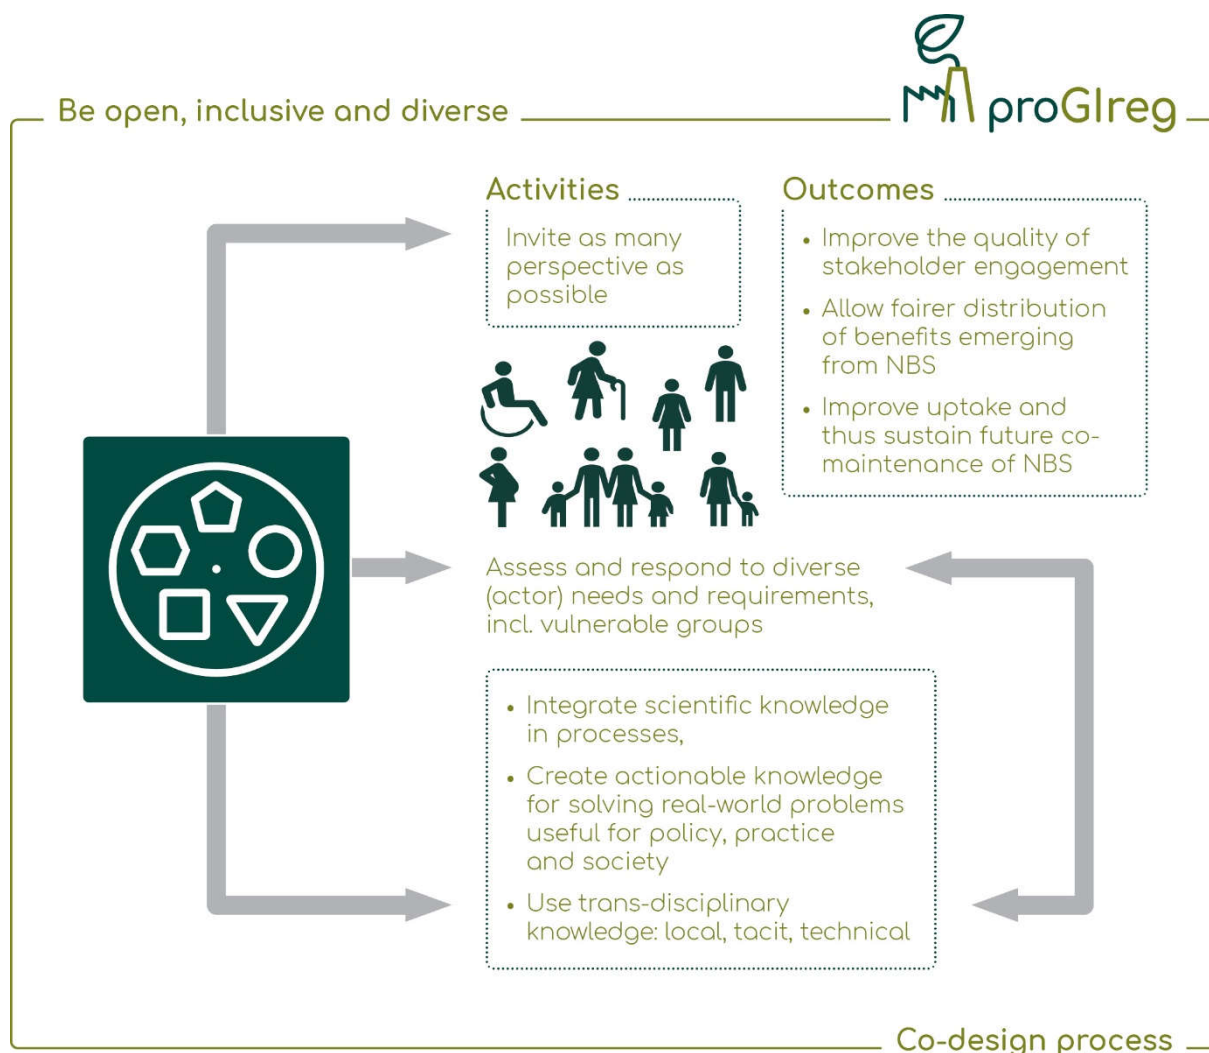 Be open, inclusive and diverse
proGIreg
Activities
Invite as many
perspective as
possible
Outcomes
• Improve the quality of
stakeholder engagement
• Allow fairer distribution
of benefits emerging
from NBS
• Improve uptake and
thus sustain future co-
maintenance of NBS
Assess and respond to diverse
(actor) needs and requirements,
incl. vulnerable groups
• Integrate scientific knowledge
in processes,
• Create actionable knowledge
for solving real-world problems
useful for policy, practice
and society
• Use trans-disciplinary
knowledge: local, tacit, technical
Co-design process